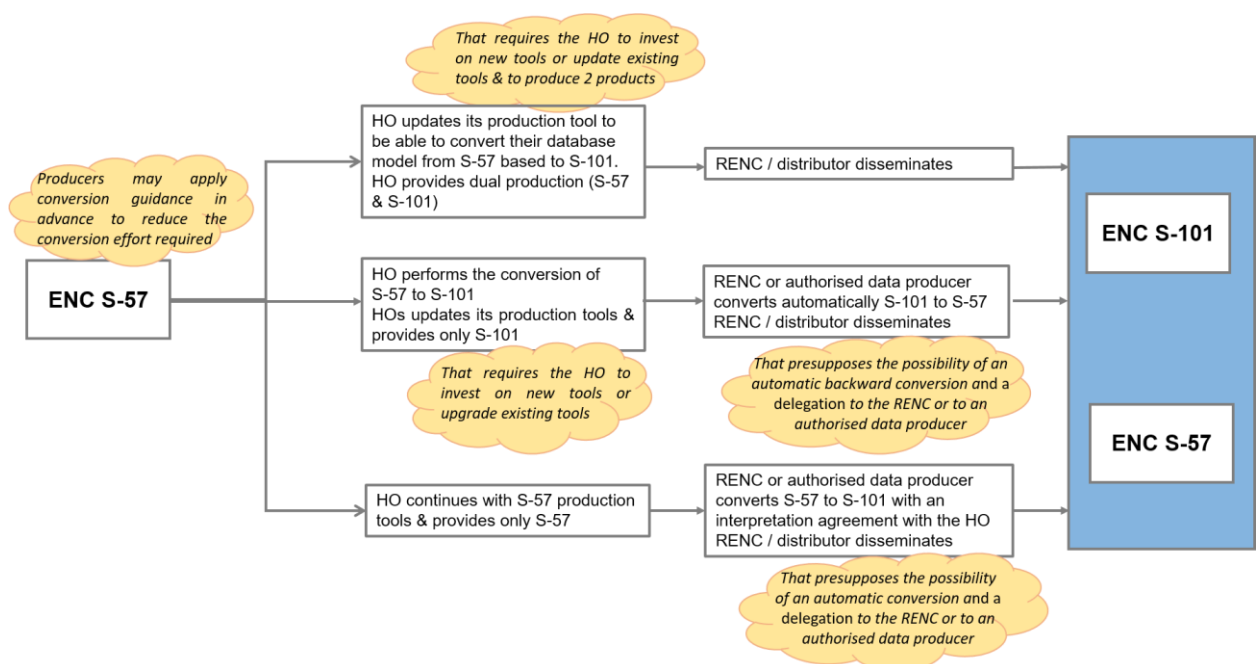 That requires the HO to invest
on new tools or update existing
tools & to produce 2 products
HO updates its production tool to
be able to convert their database
model from S-57 based to S-101.
HO provides dual production (S-57
& S-101)
RENC / distributor disseminates
Producers may apply
conversion guidance in
advance to reduce the
conversion effort required
ENC S-57
HO performs the conversion of
S-57 to S-101
HOs updates its production tools &
provides only S-101
RENC or authorised data producer
converts automatically S-101 to S-57
RENC / distributor disseminates
That requires the HO to
invest on new tools or
upgrade existing tools
That presupposes the possibility of an
automatic backward conversion and a
delegation to the RENC or to an
authorised data producer
HO continues with S-57 production
tools & provides only S-57
RENC or authorised data producer
converts S-57 to S-101 with an
interpretation agreement with the HO
RENC / distributor disseminates
That presupposes the possibility
of an automatic conversion and a
delegation to the RENC or to an
authorised data producer
ENC S-101
ENC S-57